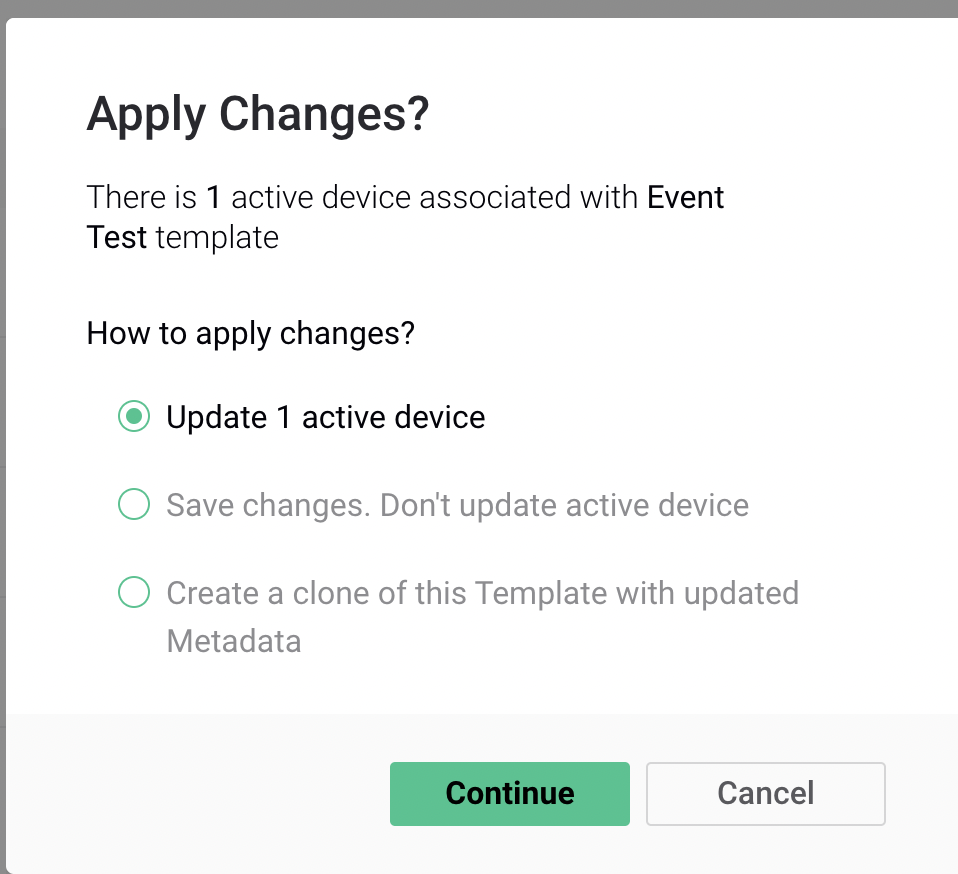 Apply Changes?
There is 1 active device associated with Event
Test template
How to apply changes?
Update 1 active device
Save changes. Don't update active device
Create a clone of this Template with updated
Metadata
Continue
Cancel